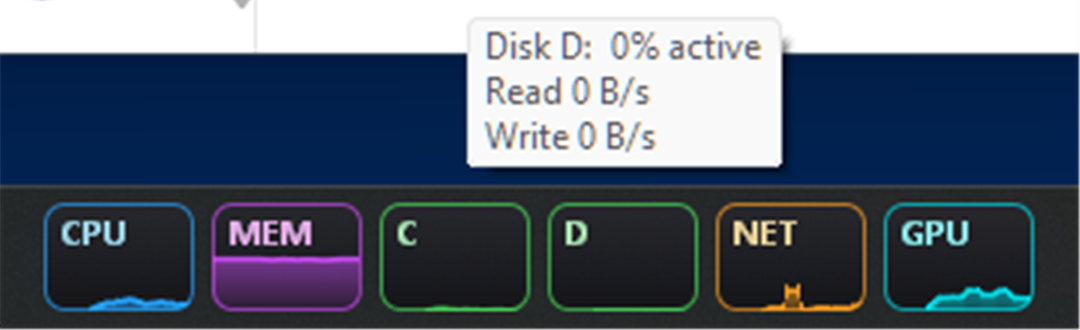 Disk D:  0% active
Read 0 B/s
Write 0 B/s
CPU MEM C D NET GPU